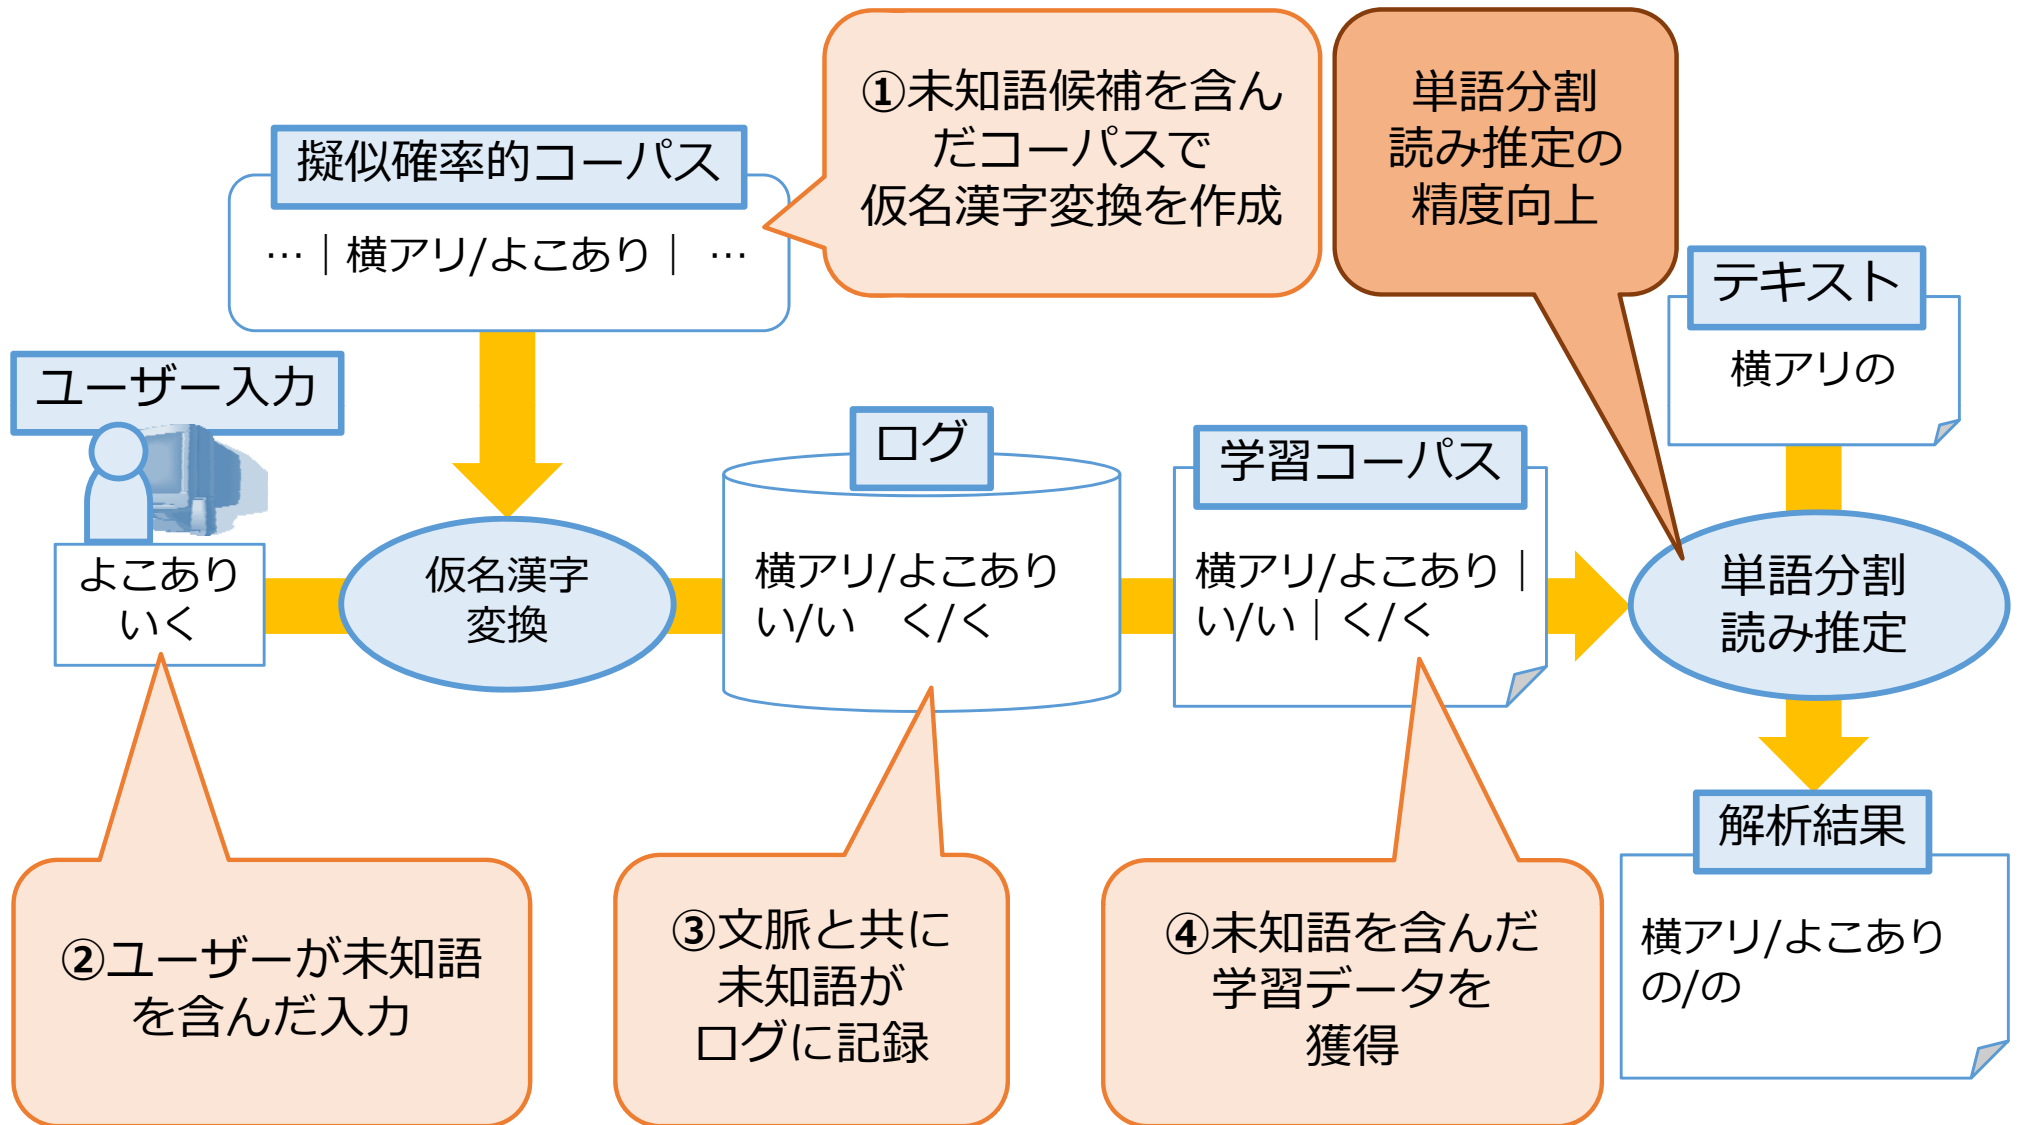 ①未知語候補を含ん
だコーパスで
仮名漢字変換を作成
単語分割
読み推定の
精度向上
擬似確率的コーパス
…｜横アリ/よこあり｜ …
テキスト
横アリの
ユーザー入力
よこあり
いく
仮名漢字
変換
ログ
横アリ/よこあり
い/い　く/く
学習コーパス
横アリ/よこあり｜
い/い｜く/く
単語分割
読み推定
解析結果
横アリ/よこあり
の/の
②ユーザーが未知語
を含んだ入力
③文脈と共に
未知語が
ログに記録
④未知語を含んだ
学習データを
獲得